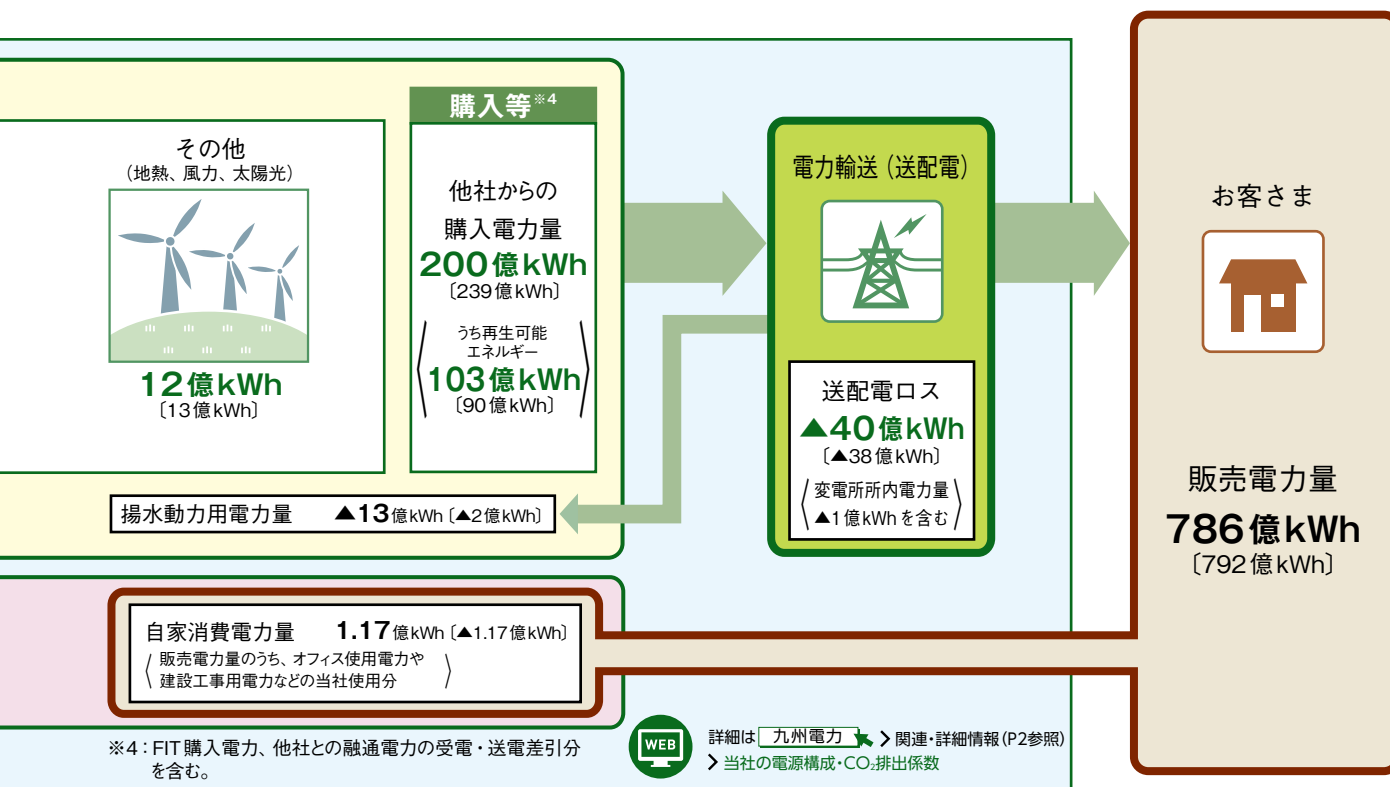 その他
（地熱、風力、太陽光）
12億kWh
〔13億kWh〕
購入等※4
他社からの
購入電力量
200億kWh
〔239億kWh〕
うち再生可能
エネルギー
103億kWh
〔90億kWh〕
揚水動力用電力量　▲13億kWh〔▲2億kWh〕
電力輸送（送配電）
送配電ロス
▲40億kWh
〔▲38億kWh〕
変電所所内電力量
▲1億kWhを含む
お客さま
販売電力量
786億kWh
〔792億kWh〕
自家消費電力量　1.17億kWh〔▲1.17億kWh〕
販売電力量のうち、オフィス使用電力や
建設工事用電力などの当社使用分
※4：FIT購入電力、他社との融通電力の受電・送電差引分
を含む。
WEB
詳細は 九州電力 > 関連・詳細情報（P2参照）
> 当社の電源構成・CO₂排出係数